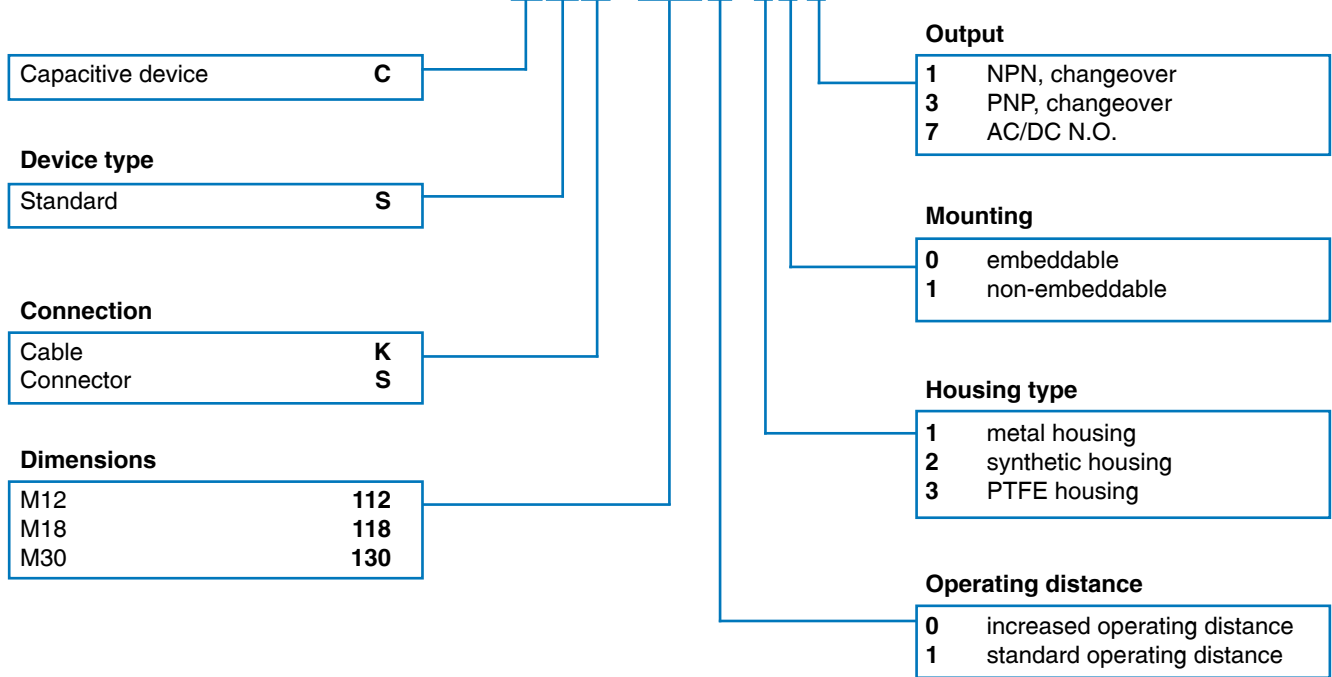 Capacitive device C
Device type
Standard S
Connection
Cable K
Connector S
Dimensions
M12 112
M18 118
M30 130
Output
1 NPN, changeover
3 PNP, changeover
7 AC/DC N.O.
Mounting
0 embeddable
1 non-embeddable
Housing type
1 metal housing
2 synthetic housing
3 PTFE housing
Operating distance
0 increased operating distance
1 standard operating distance